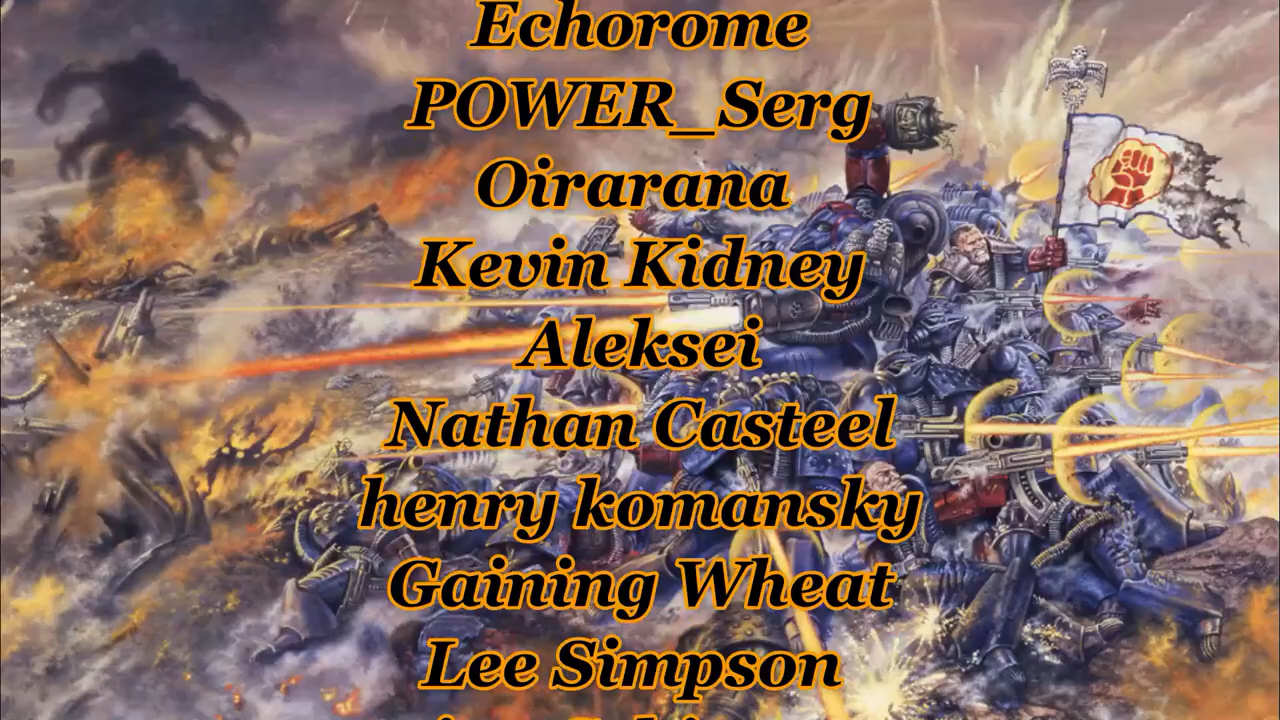 Echorome
POWER_Serg
Oirarana
Kevin Kidney
Aleksei
Nathan Casteel
henry komansky
Gaining Wheat
Lee Simpson